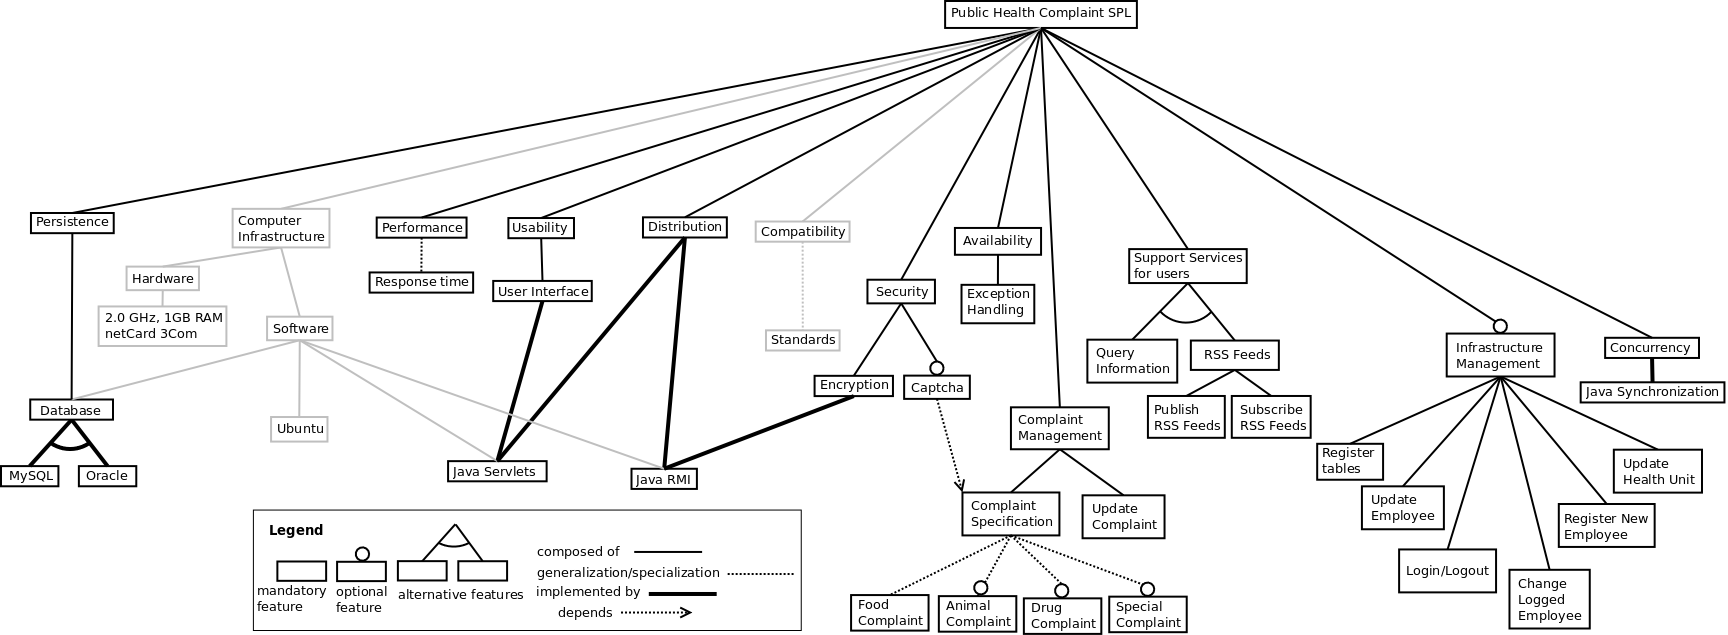 Public Health Complaint SPL
Persistence
Computer
Infrastructure
Performance
Usability
Distribution
Compatibility
Availability
Support Services
for users
Hardware
Response time
User Interface
Security
Exception
Handling
2.0 GHz, 1GB RAM
netCard 3Com
Software
Standards
Query
Information
RSS Feeds
Infrastructure
Management
Concurrency
Encryption
Captcha
Java Synchronization
Database
Ubuntu
Complaint
Management
Publish
RSS Feeds
Subscribe
RSS Feeds
MySQL
Oracle
Java Servlets
Java RMI
Register
tables
Update
Health Unit
Complaint
Specification
Update
Complaint
Update
Employee
Register New
Employee
Login/Logout
Change
Logged
Employee
Food
Complaint
Animal
Complaint
Drug
Complaint
Special
Complaint
Legend
mandatory
feature
optional
feature
alternative features
composed of
generalization/specialization
implemented by
depends